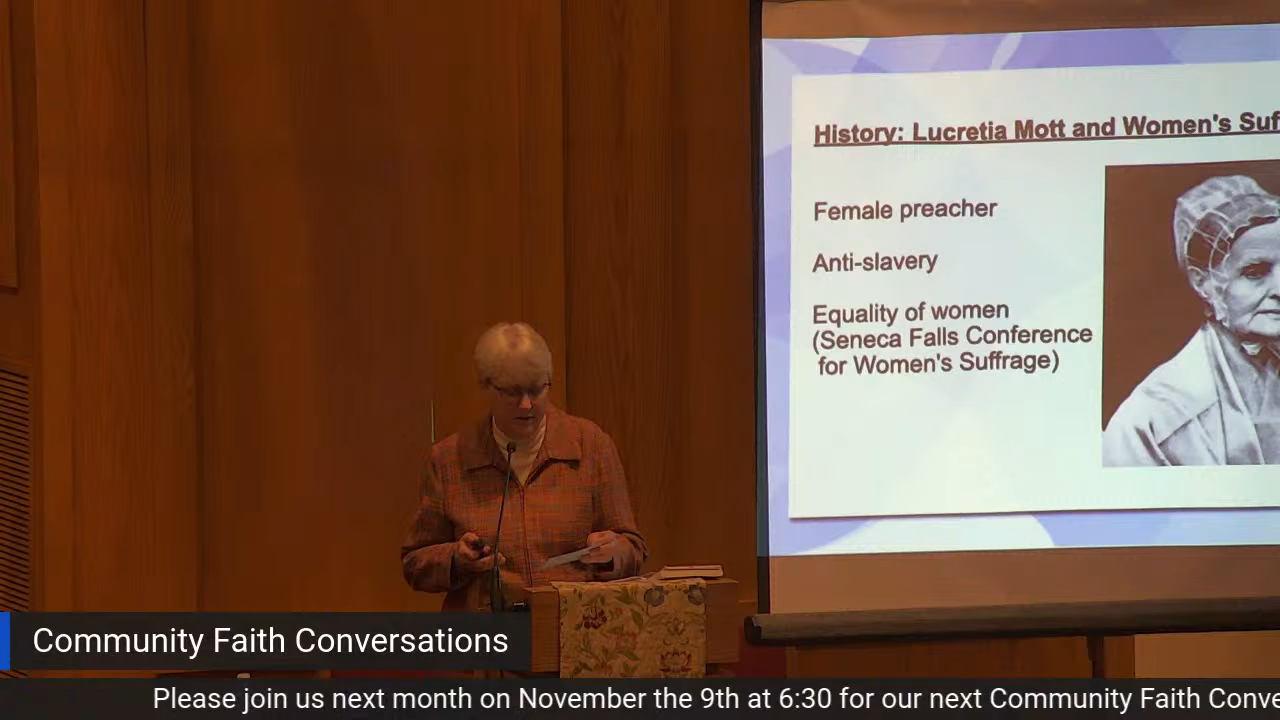 History: Lucretia Mott and Women's Suf
Female preacher
Anti-slavery
Equality of women
(Seneca Falls Conference
for Women's Suffrage)
Community Faith Conversations
Please join us next month on November the 9th at 6:30 for our next Community Faith Conve